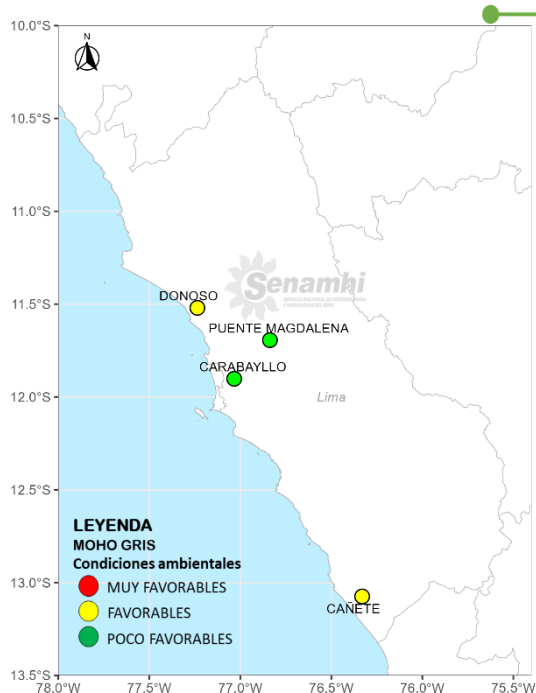 10.0°S
N
10.5°S
11.0°S
Senamhi
DONOSO
11.5°S
PUENTE MAGDALENA
CARABAYLLO
12.0°S
Lima
12.5°S
LEYENDA
MOHO GRIS
Condiciones ambientales
MUY FAVORABLES
13.0°S
FAVORABLES
CAÑETE
POCO FAVORABLES
13.5°S
78.0°W 77.5°W 77.0°W 76.5°W 76.0°W 75.5°W